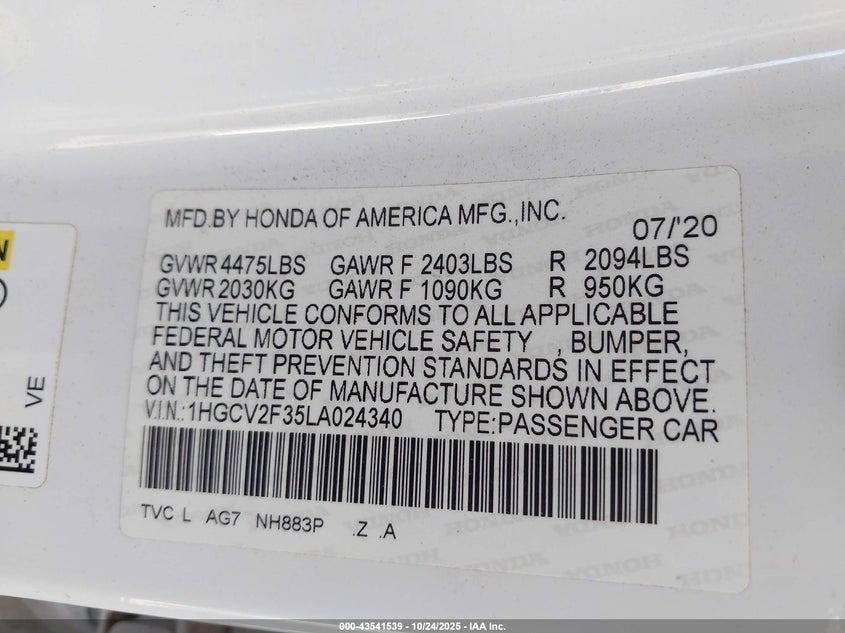 MFD.BY HONDA OF AMERICA MFG.,INC. 07/'20
GVWR 4475LBS GAWR F 2403LBS R 2094LBS
GVWR 2030KG GAWR F 1090KG R 950KG
THIS VEHICLE CONFORMS TO ALL APPLICABLE
FEDERAL MOTOR VEHICLE SAFETY , BUMPER,
AND THEFT PREVENTION STANDARDS IN EFFECT
ON THE DATE OF MANUFACTURE SHOWN ABOVE.
V.I.N.:1HGCV2F35LA024340 TYPE:PASSENGER CAR
TVC L AG7 NH883P .Z .A
N
VE
000-43541539 - 10/24/2025 - IAA Inc.